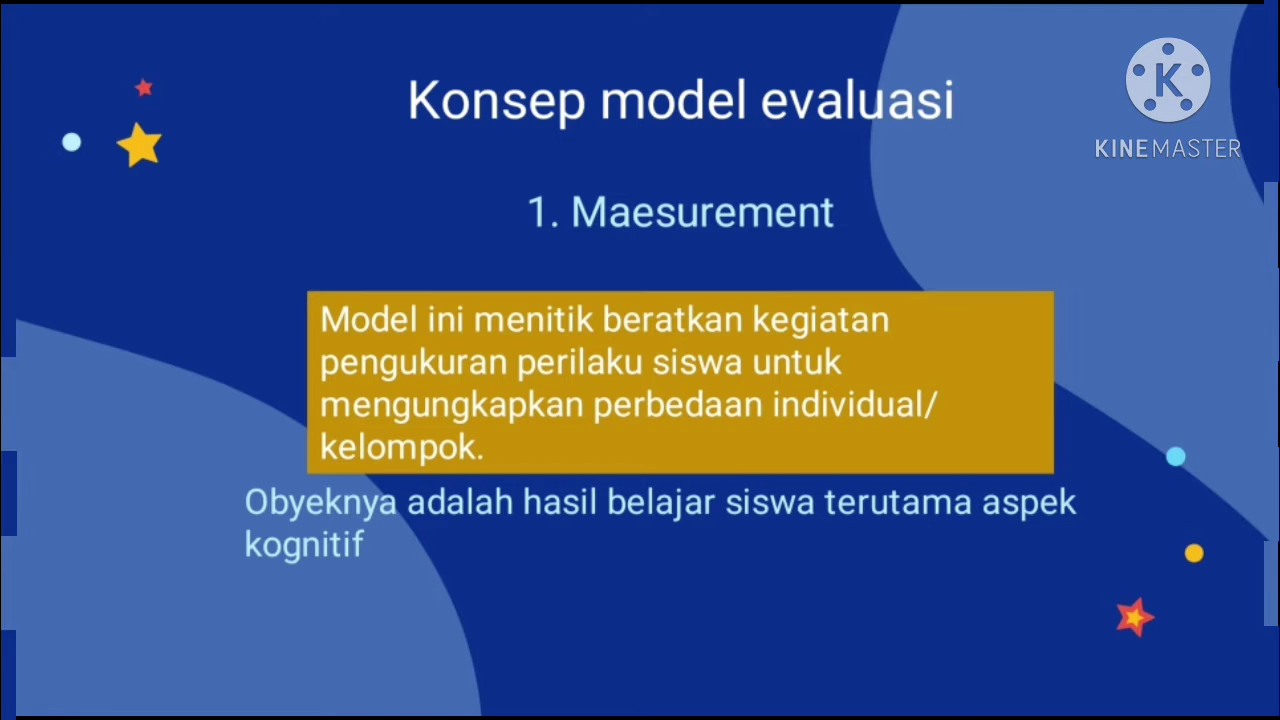 Konsep model evaluasi
K
KINEMASTER
1. Maesurement
Model ini menitik beratkan kegiatan
pengukuran perilaku siswa untuk
mengungkapkan perbedaan individual/
kelompok.
Obyeknya adalah hasil belajar siswa terutama aspek
kognitif